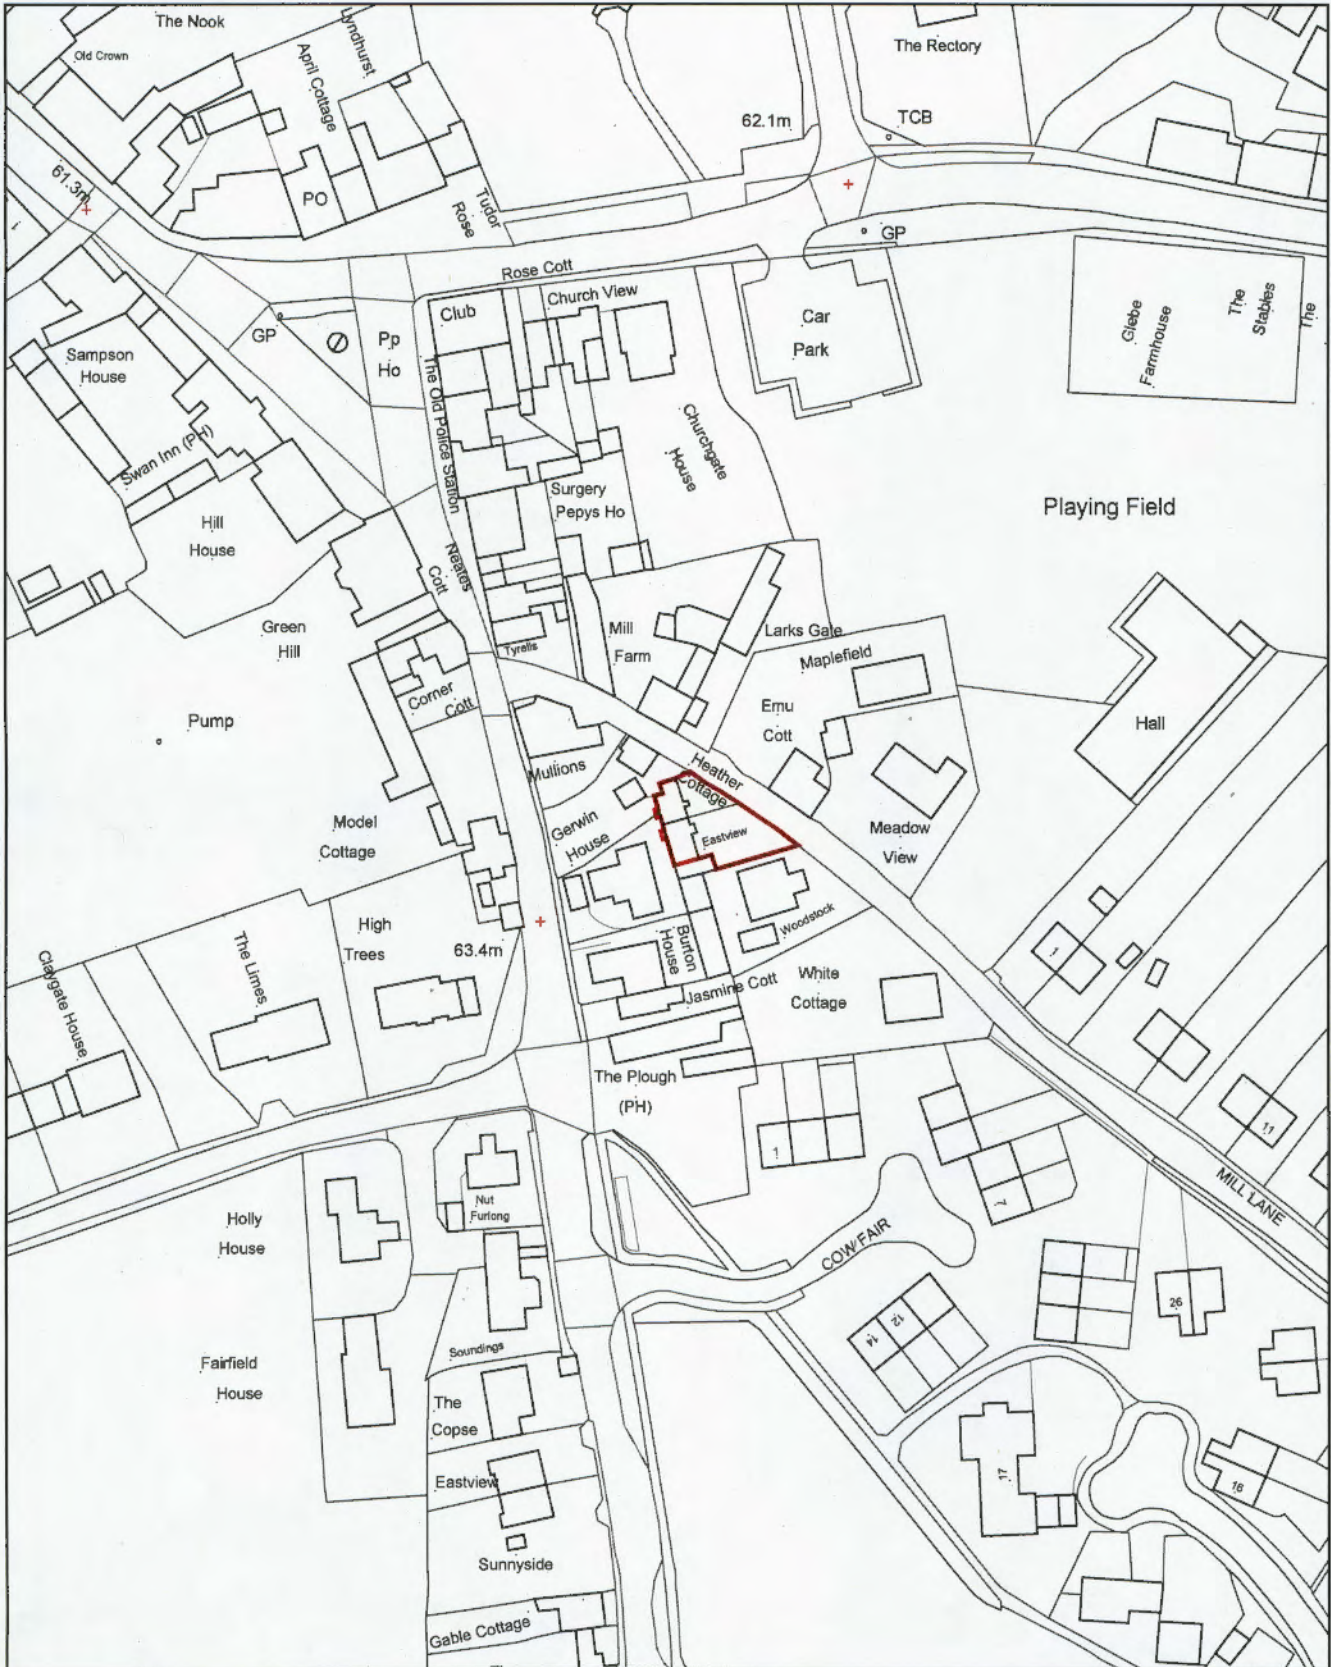 The Nook
Lyndhurst
Old Crown
April Cottage
The Rectory
TCB
62.1m
61.3m
PO
Tudor
Rose
GP
Rose Cott
Church View
Club
GP
Pp
Ho
Car
Park
The
Stables
The
Glebe
Farmhouse
Sampson
House
The Old Police Station
Churchgate
House
Swan Inn (PH)
Surgery
Pepys Ho
Playing Field
Hill
House
Neates
Cott
Green
Hill
Mill
Farm
Larks Gate
Tyrells
Maplefield
Corner
Cott
Emu
Cott
Pump
Hall
Mullions
Heather
Cottage
Gerwin
House
Eastview
Model
Cottage
Meadow
View
High
Trees
63.4m
Woodstock
The Limes
Claygate House
Burton
House
1
Jasmine Cott
White
Cottage
The Plough
(PH)
11
1
7
MILL LANE
Nut
Furlong
Holly
House
COW FAIR
26
12
14
Soundings
Fairfield
House
The
Copse
Eastview
17
18
Sunnyside
Gable Cottage